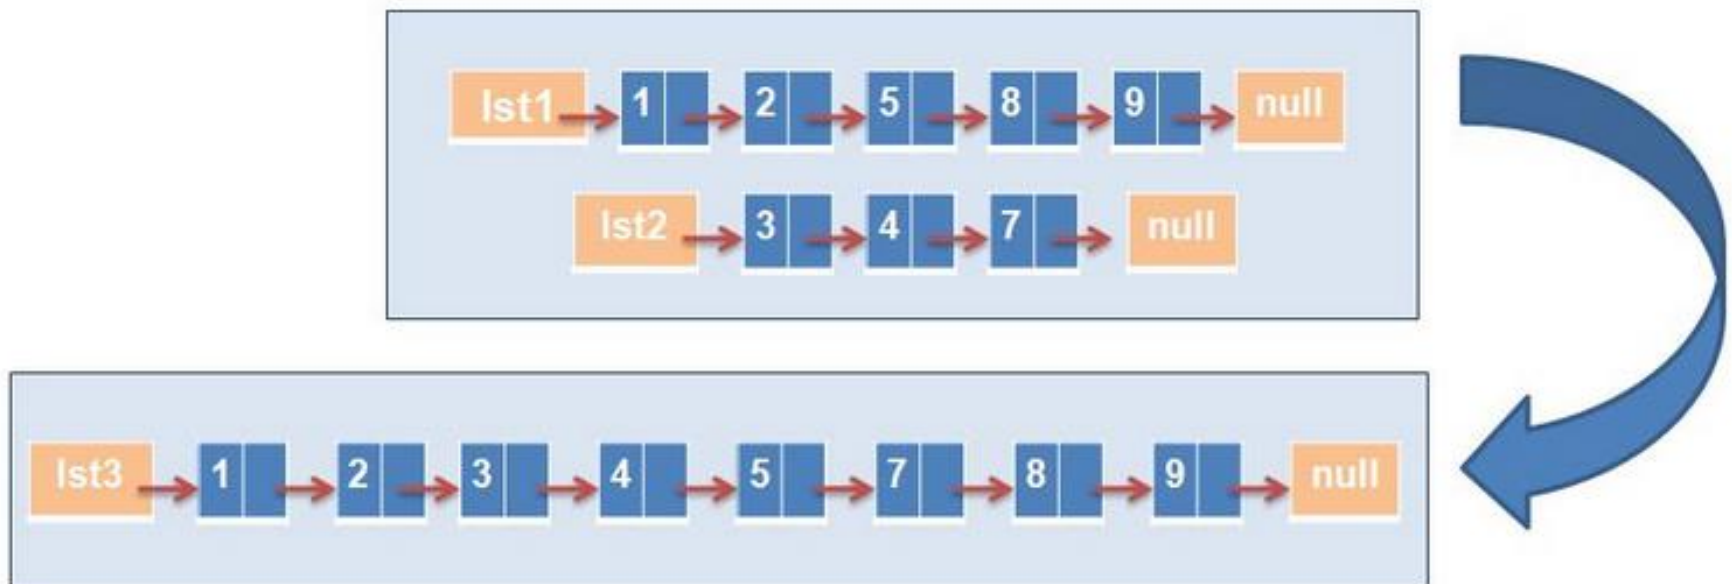 lst1 1 2 5 8 9 null
lst2 3 4 7 null
lst3 1 2 3 4 5 7 8 9 null